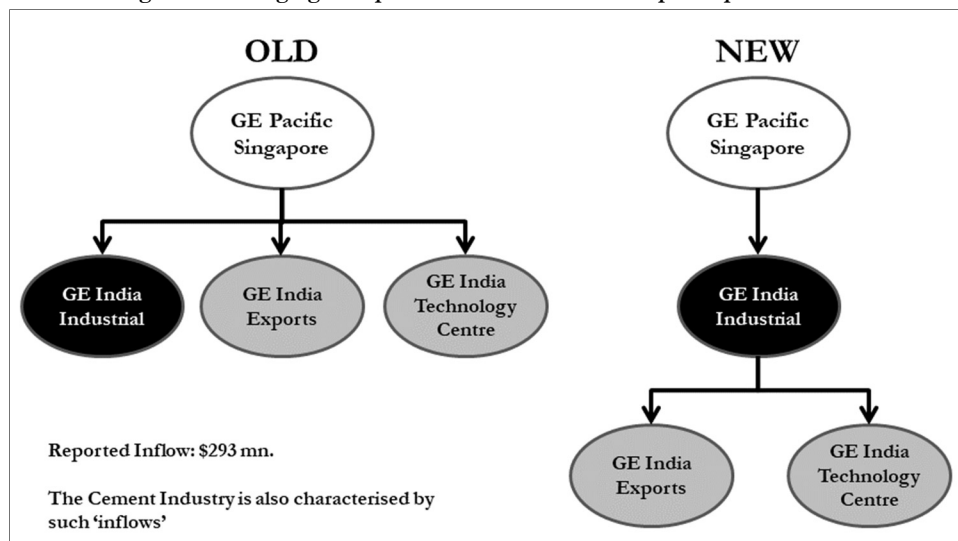 OLD
GE Pacific
Singapore
GE India
Industrial
GE India
Exports
GE India
Technology
Centre
Reported Inflow: $293 mn.
The Cement Industry is also characterised by
such ‘inflows’
NEW
GE Pacific
Singapore
GE India
Industrial
GE India
Exports
GE India
Technology
Centre